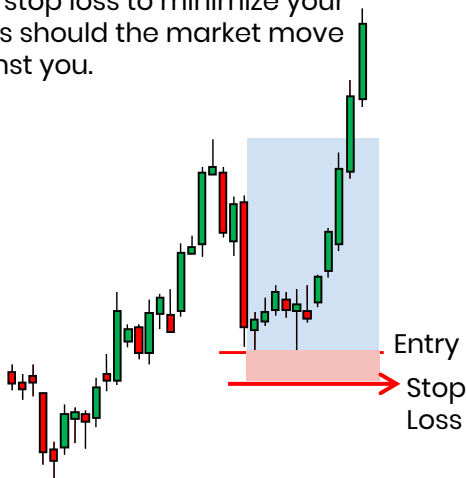 stop loss to minimize your
s should the market move
nst you.
Entry
Stop
Loss